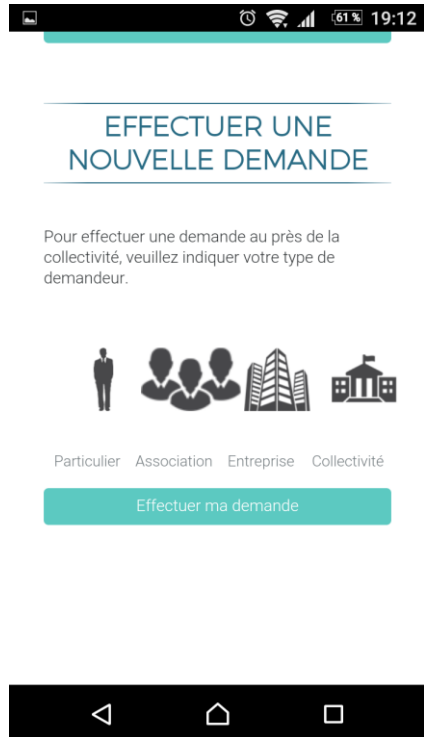 61 % 19:12
EFFECTUER UNE
NOUVELLE DEMANDE
Pour effectuer une demande au près de la
collectivité, veuillez indiquer votre type de
demandeur.
Particulier Association Entreprise Collectivité
Effectuer ma demande